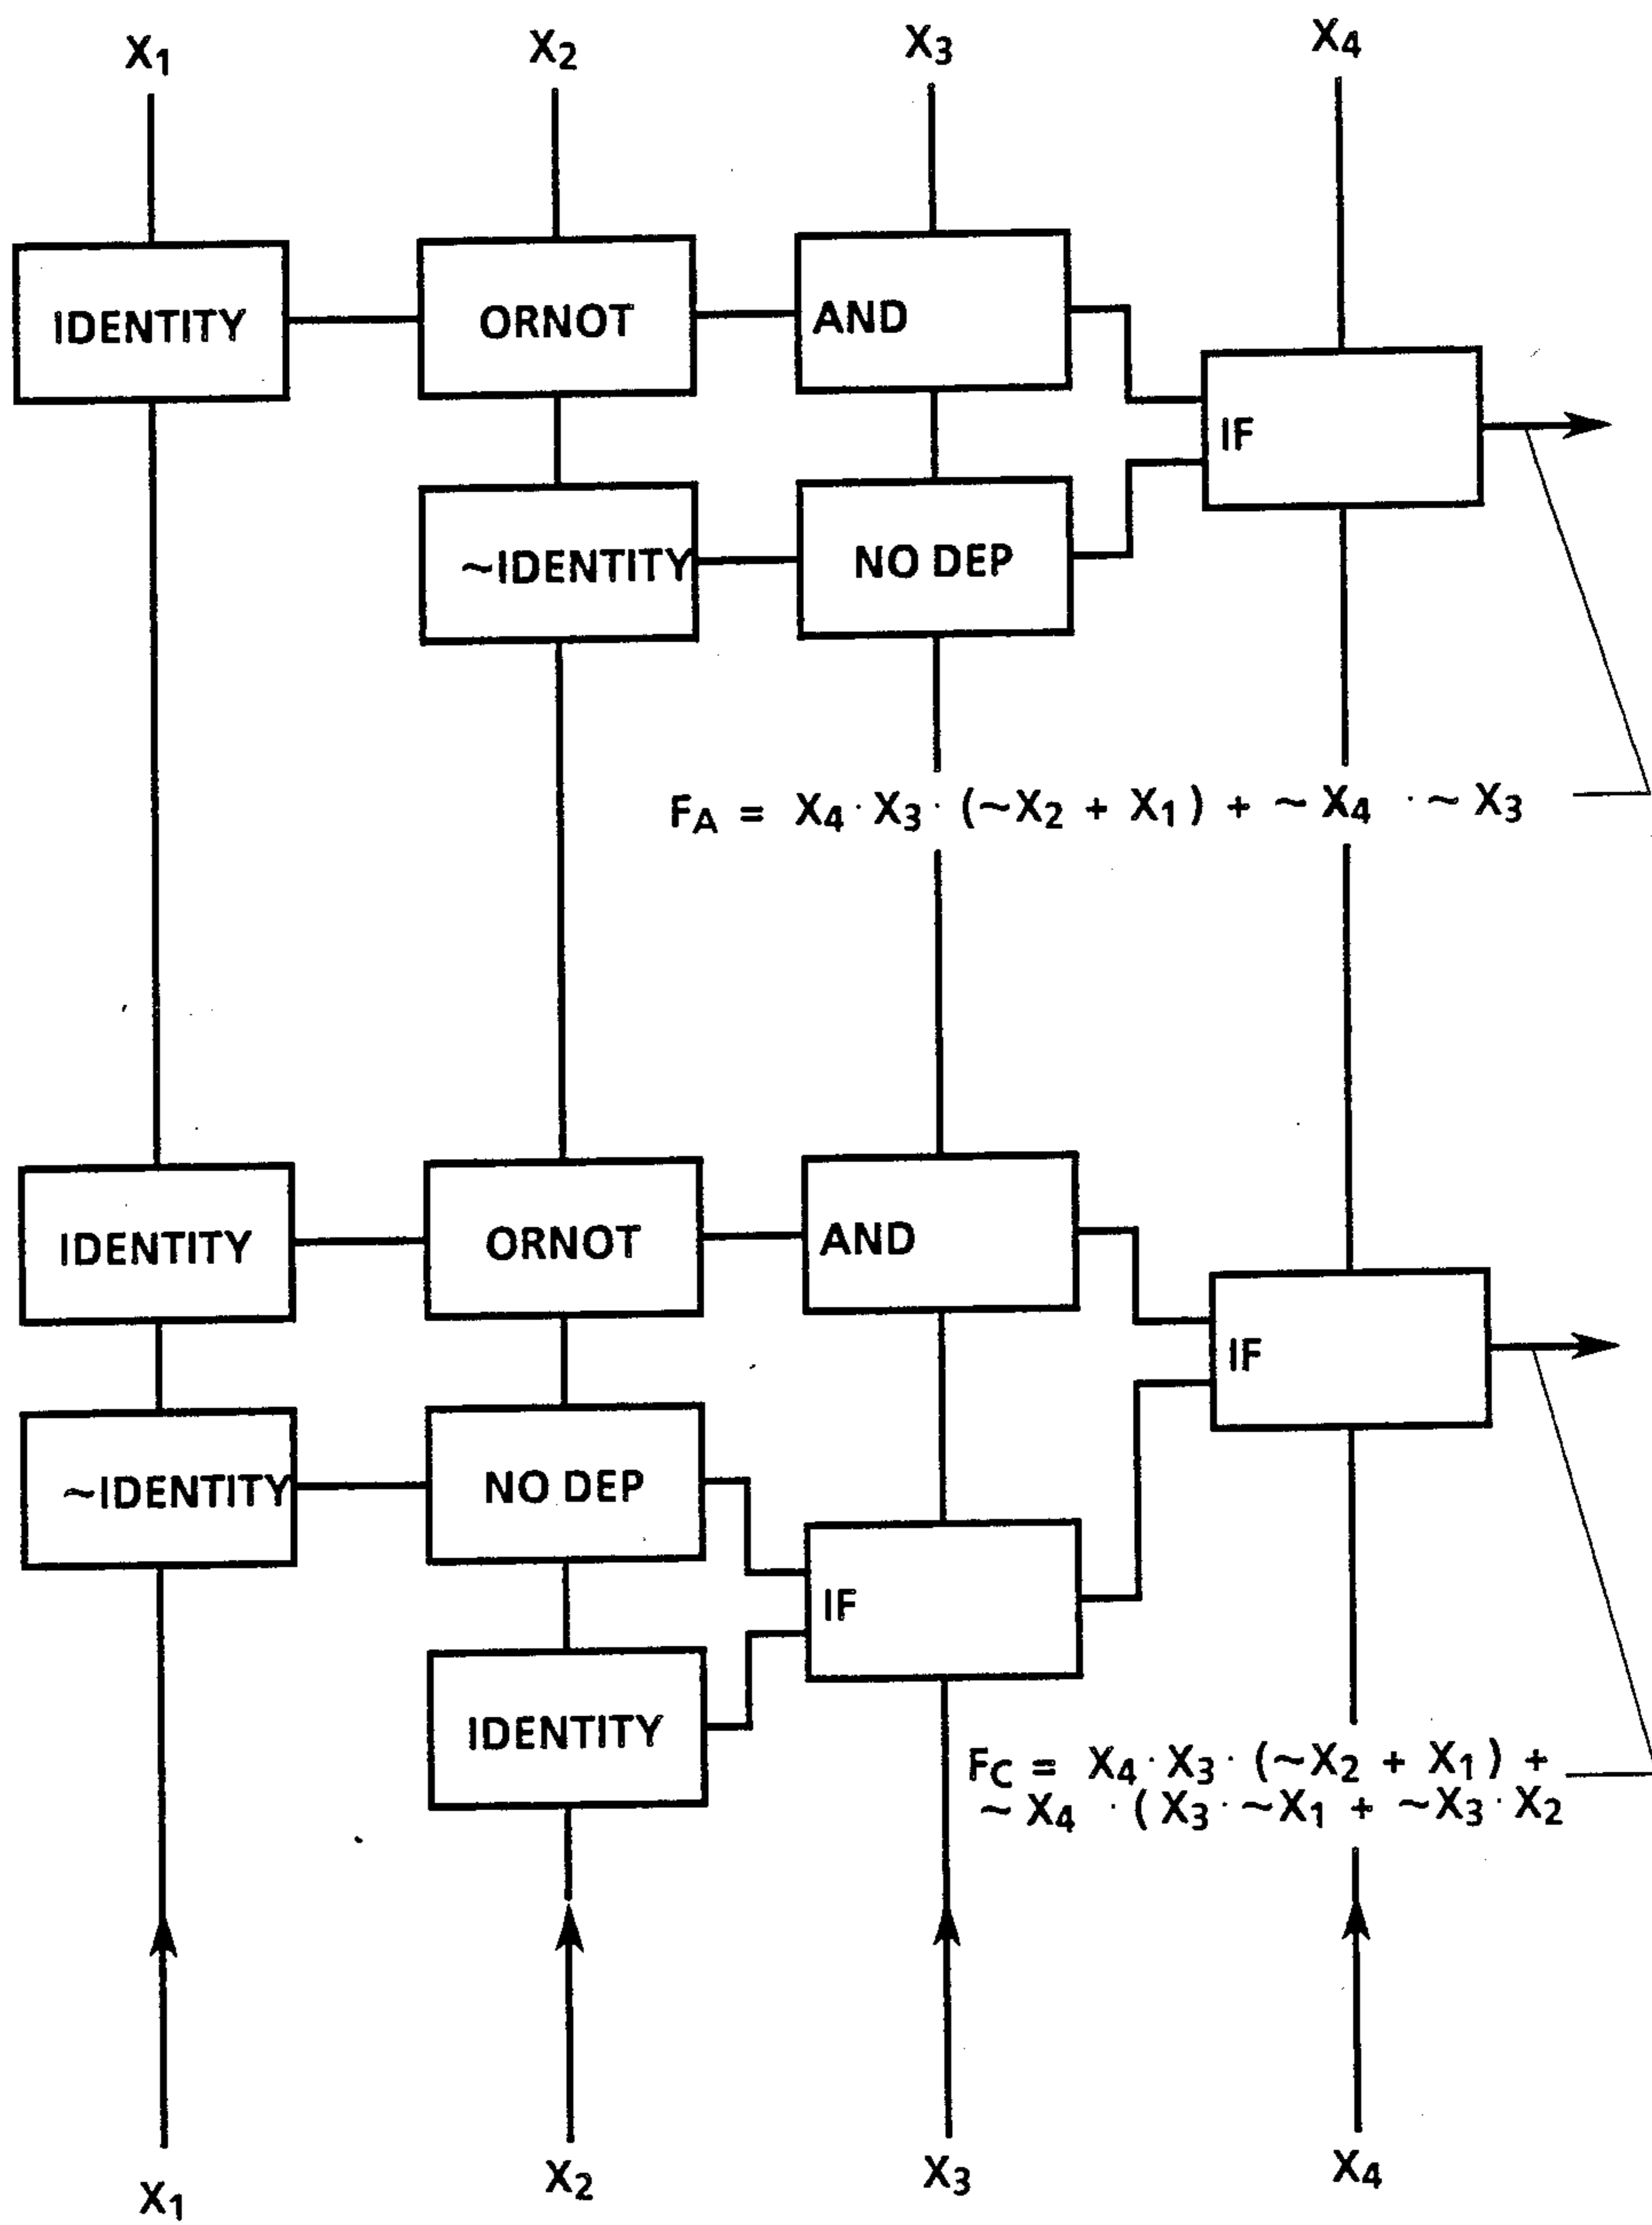 X1 X2 X3 X4
IDENTITY ORNOT AND
IF
~IDENTITY NO DEP
FA = X4 · X3 · (~X2 + X1) + ~ X4 · ~ X3
IDENTITY ORNOT AND
IF
~IDENTITY NO DEP
IF
IDENTITY
FC = X4 · X3 · (~X2 + X1) +
~ X4 · (X3 · ~X1 + ~X3 · X2
X1 X2 X3 X4